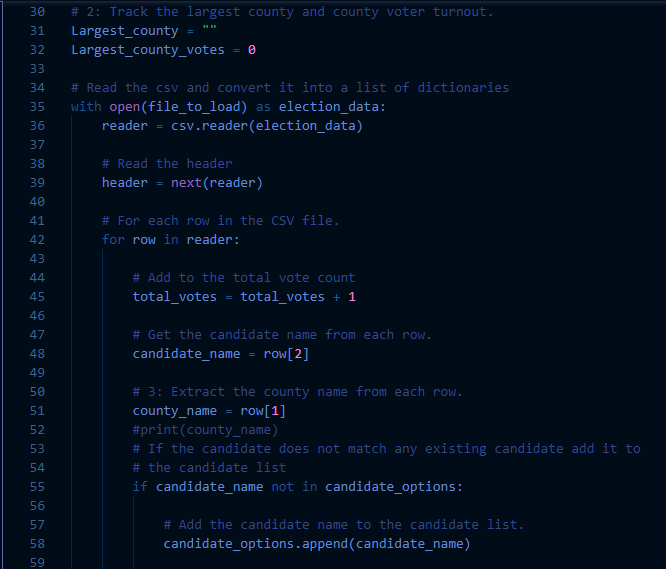 30 # 2: Track the largest county and county voter turnout.
31 Largest_county = ""
32 Largest_county_votes = 0
33
34 # Read the csv and convert it into a list of dictionaries
35 with open(file_to_load) as election_data:
36     reader = csv.reader(election_data)
37
38     # Read the header
39     header = next(reader)
40
41     # For each row in the CSV file.
42     for row in reader:
43
44         # Add to the total vote count
45         total_votes = total_votes + 1
46
47         # Get the candidate name from each row.
48         candidate_name = row[2]
49
50         # 3: Extract the county name from each row.
51         county_name = row[1]
52         #print(county_name)
53         # If the candidate does not match any existing candidate add it to
54         # the candidate list
55         if candidate_name not in candidate_options:
56
57             # Add the candidate name to the candidate list.
58             candidate_options.append(candidate_name)
59